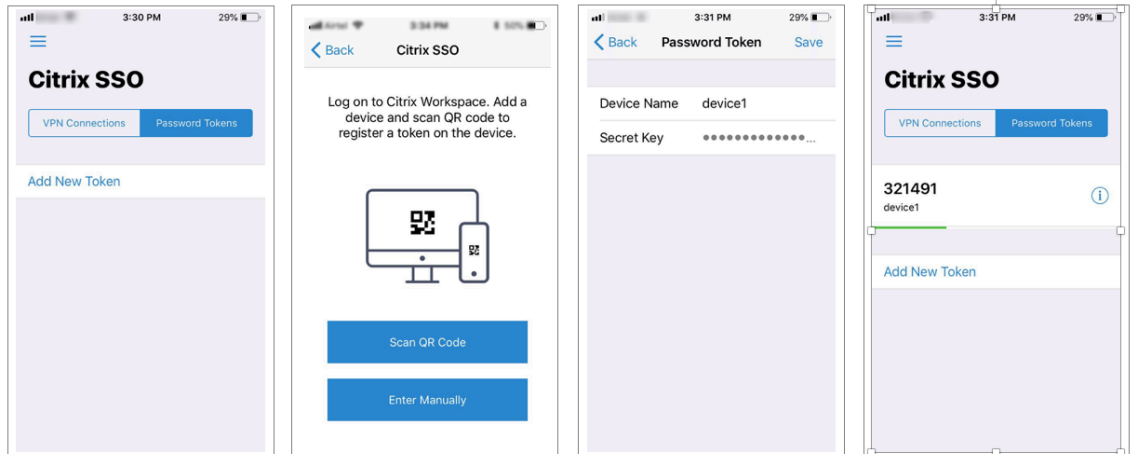 3:30 PM
29%
Citrix SSO
VPN Connections
Password Tokens
Add New Token
3:34 PM
50%
Back
Citrix SSO
Log on to Citrix Workspace. Add a
device and scan QR code to
register a token on the device.
Scan QR Code
Enter Manually
3:31 PM
29%
Back
Password Token
Save
Device Name
device1
Secret Key
3:31 PM
29%
Citrix SSO
VPN Connections
Password Tokens
321491
device1
Add New Token